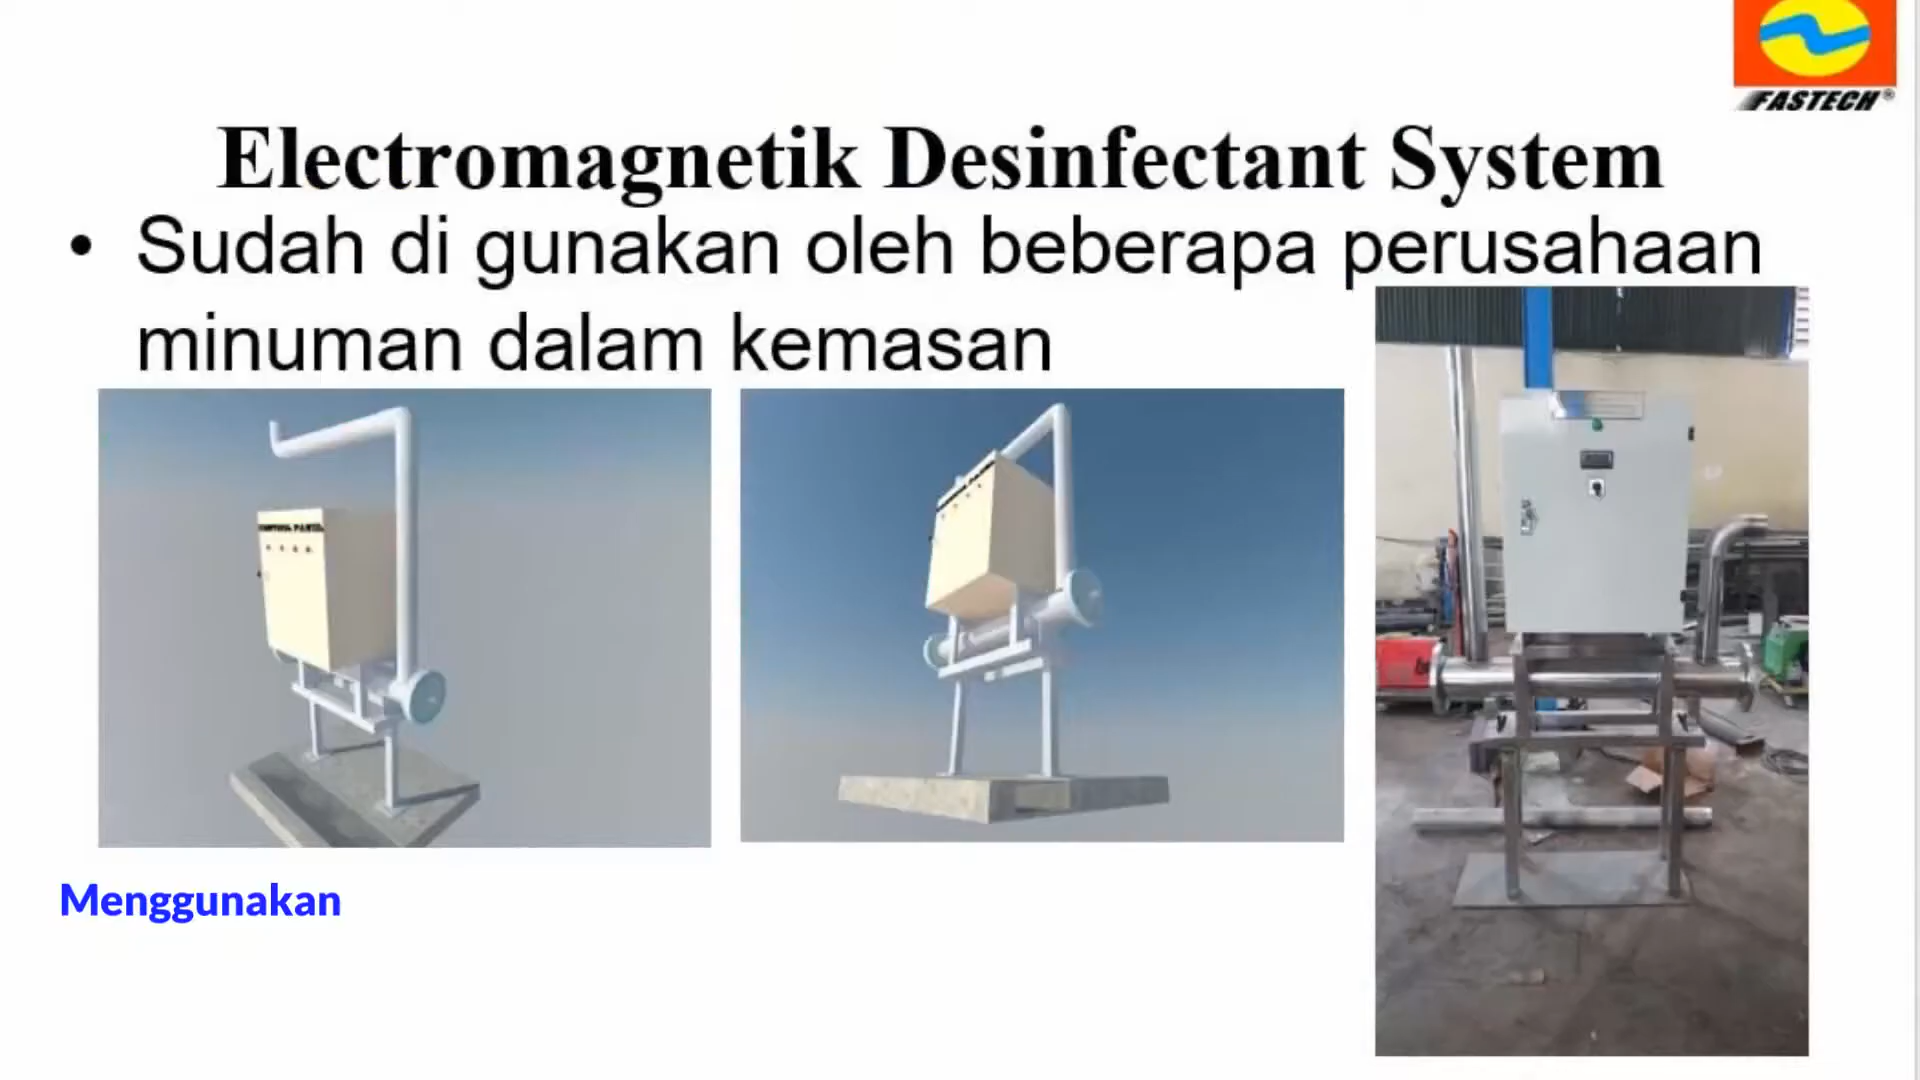 FASTECH®
Electromagnetik Desinfectant System
• Sudah di gunakan oleh beberapa perusahaan
minuman dalam kemasan
CONTROL PANEL
Menggunakan